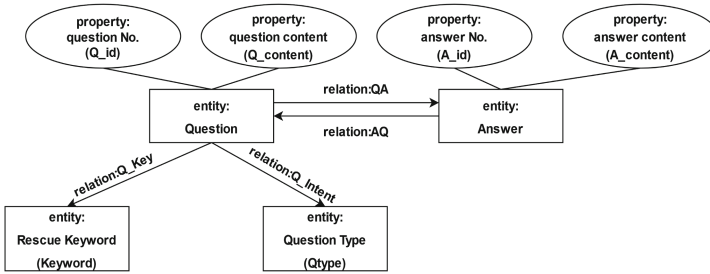 property:
question No.
(Q_id)
property:
question content
(Q_content)
property:
answer No.
(A_id)
property:
answer content
(A_content)
relation:QA
entity:
Question
entity:
Answer
relation:AQ
relation:Q_Key
relation:Q_Intent
entity:
Rescue Keyword
(Keyword)
entity:
Question Type
(Qtype)